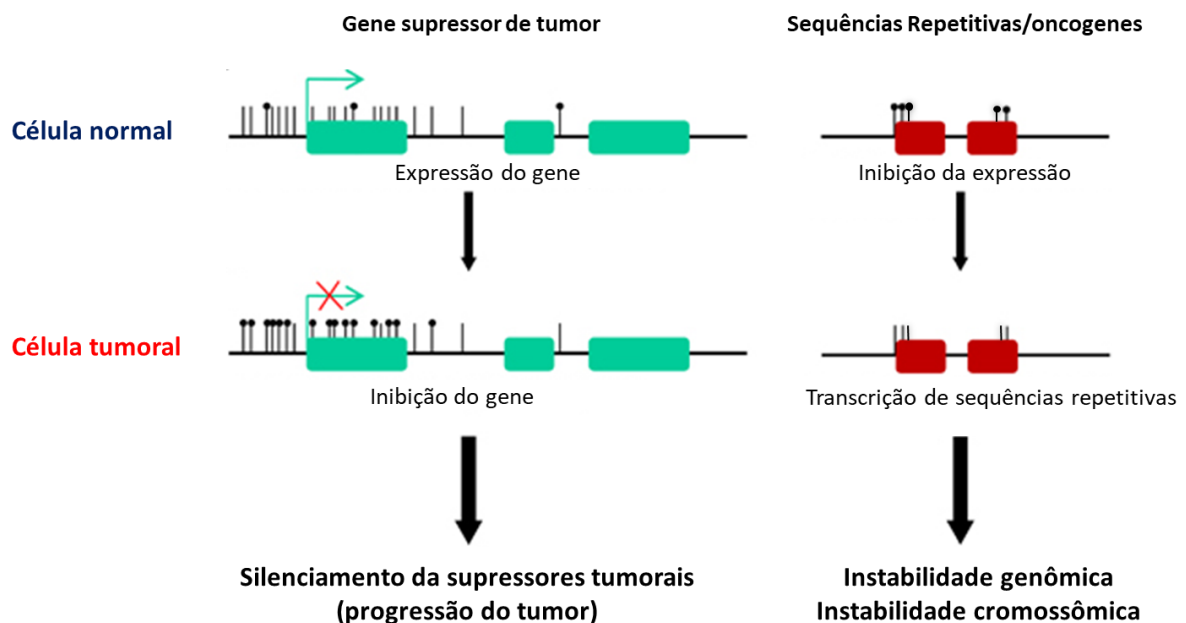 Gene supressor de tumor
Sequências Repetitivas/oncogenes
Célula normal
Expressão do gene
Inibição da expressão
Célula tumoral
Inibição do gene
Transcrição de sequências repetitivas
Silenciamento da supressores tumorais
(progressão do tumor)
Instabilidade genômica
Instabilidade cromossômica